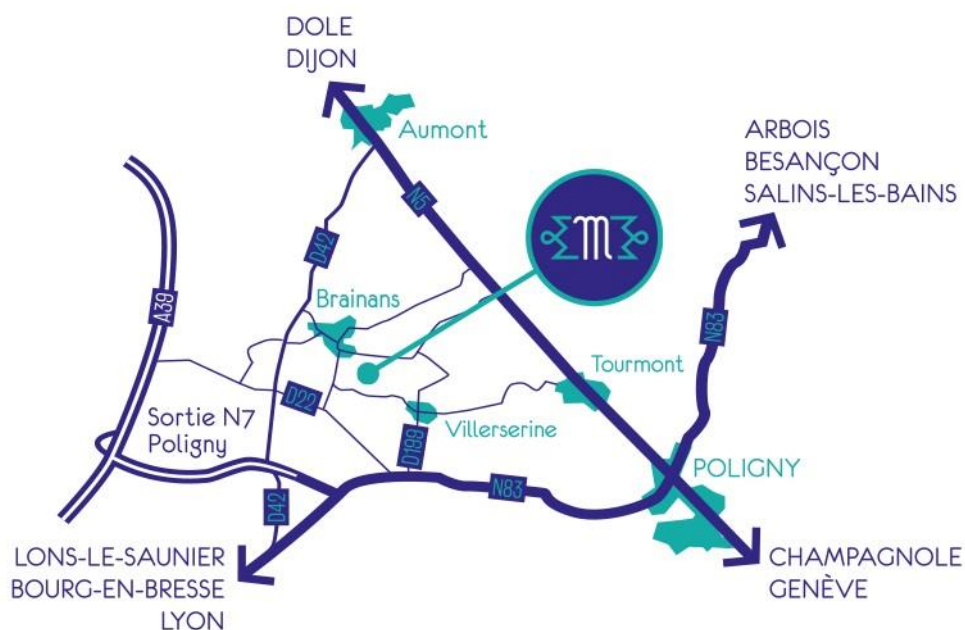 DOLE
DIJON
Aumont
ARBOIS
BESANÇON
SALINS-LES-BAINS
N5
D42
A39
Brainans
N83
Tourmont
D22
Sortie N7
Poligny
Villerserine
D199
POLIGNY
N83
D42
LONS-LE-SAUNIER
BOURG-EN-BRESSE
LYON
CHAMPAGNOLE
GENÈVE